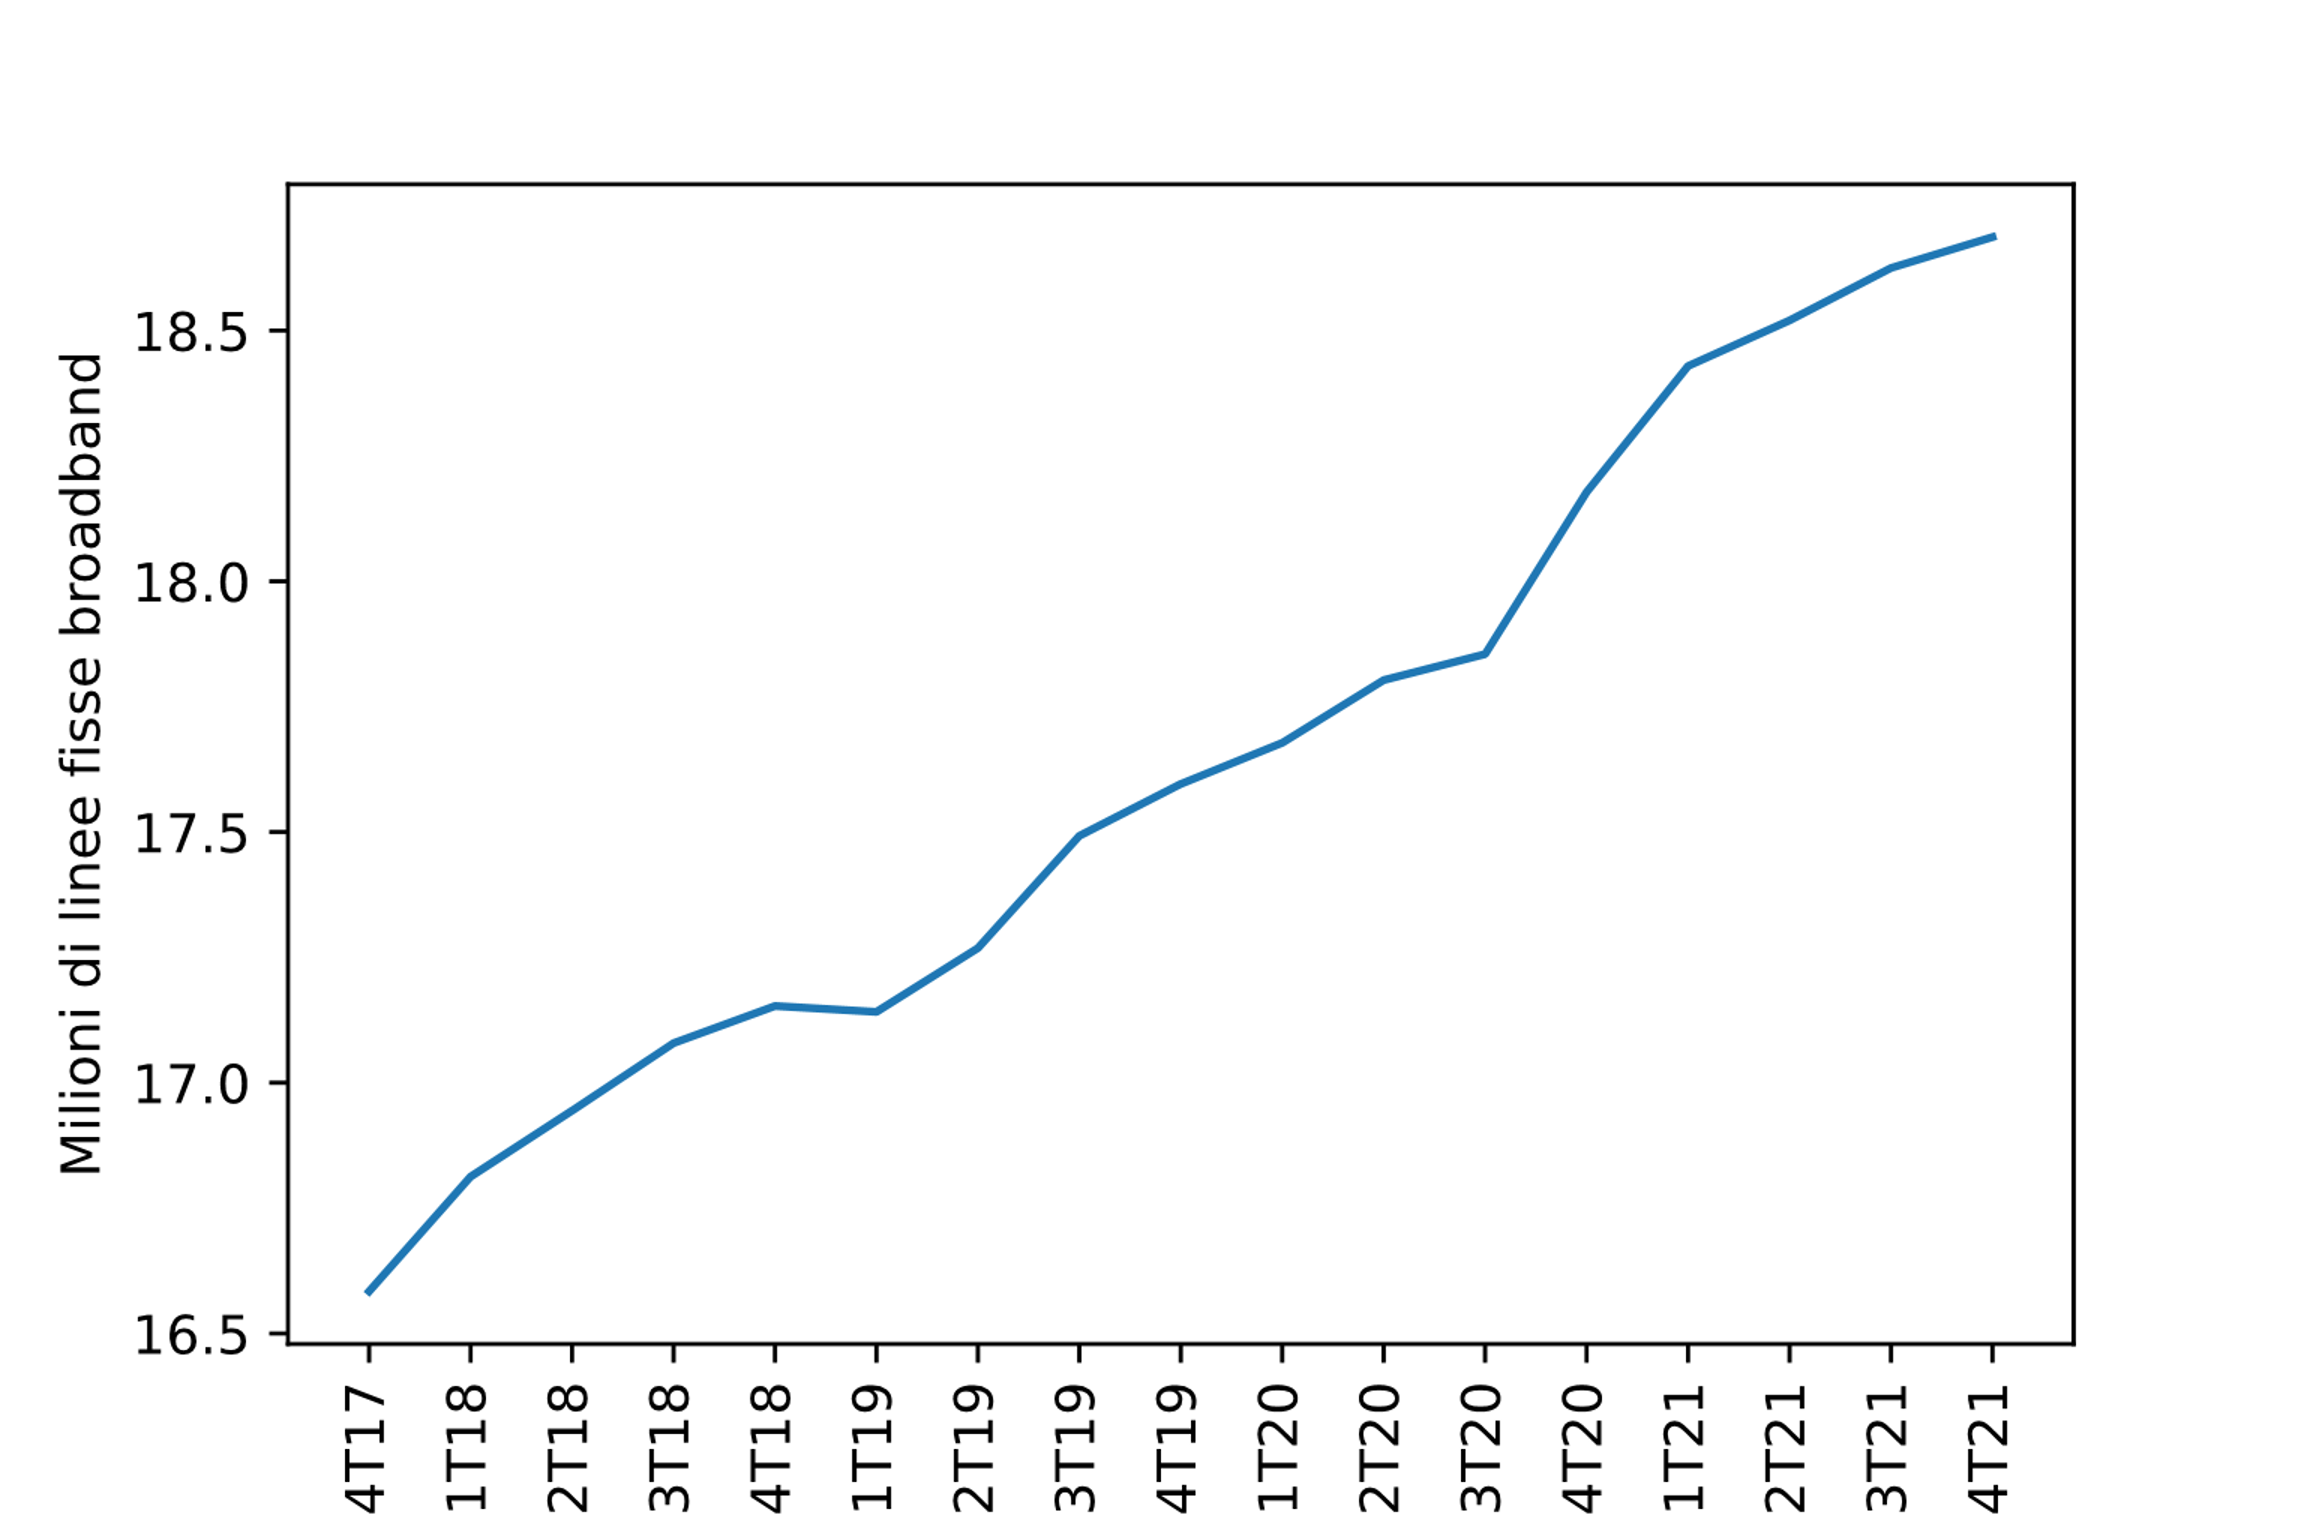 Milioni di linee fisse broadband
18.5
18.0
17.5
17.0
16.5
4T17
1T18
2T18
3T18
4T18
1T19
2T19
3T19
4T19
1T20
2T20
3T20
4T20
1T21
2T21
3T21
4T21